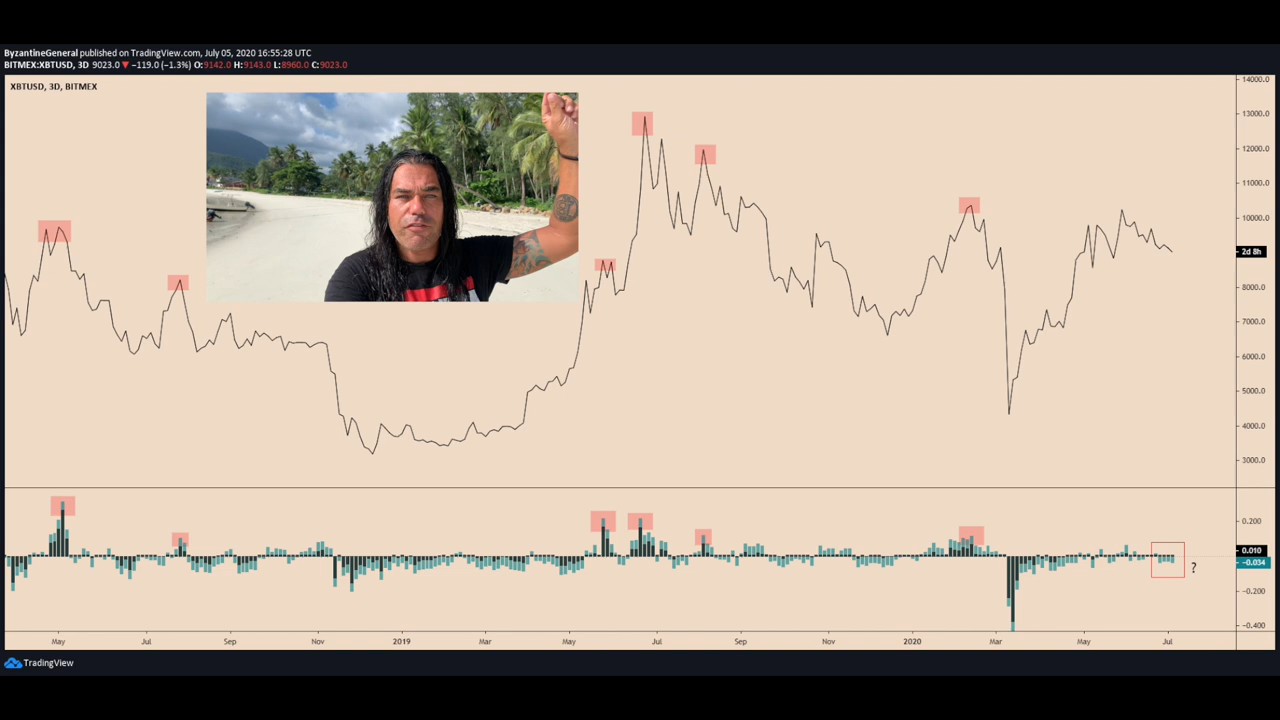 ByzantineGeneral published on TradingView.com, July 05, 2020 16:55:28 UTC
BITMEX:XBTUSD, 3D 9023.0 ▼ −119.0 (−1.3%) O:9142.0 H:9143.0 L:8960.0 C:9023.0
XBTUSD, 3D, BITMEX
14000.0
13000.0
12000.0
11000.0
10000.0
2d 8h
8000.0
7000.0
6000.0
5000.0
4000.0
3000.0
0.200
0.010
−0.034
?
−0.200
−0.400
May Jul Sep Nov 2019 Mar May Jul Sep Nov 2020 Mar May Jul
TradingView